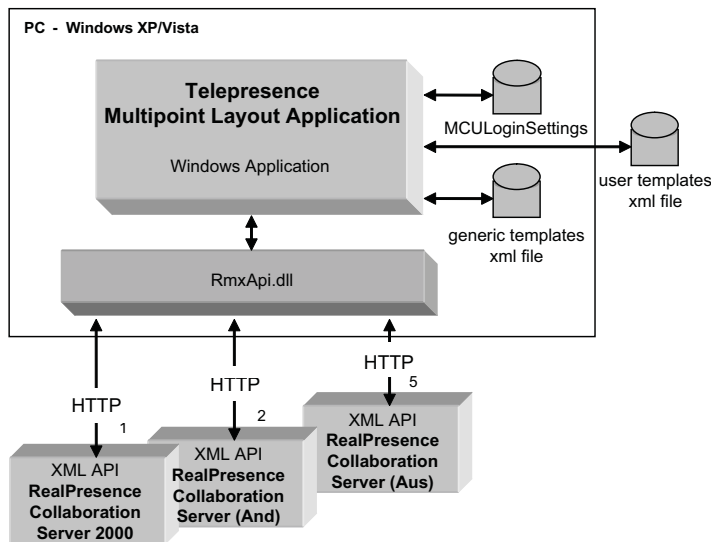 PC - Windows XP/Vista
Telepresence
Multipoint Layout Application
Windows Application
MCULoginSettings
user templates
xml file
generic templates
xml file
RmxApi.dll
HTTP
HTTP
HTTP
1
2
5
XML API
RealPresence
Collaboration
Server 2000
XML API
RealPresence
Collaboration
Server (And)
XML API
RealPresence
Collaboration
Server (Aus)